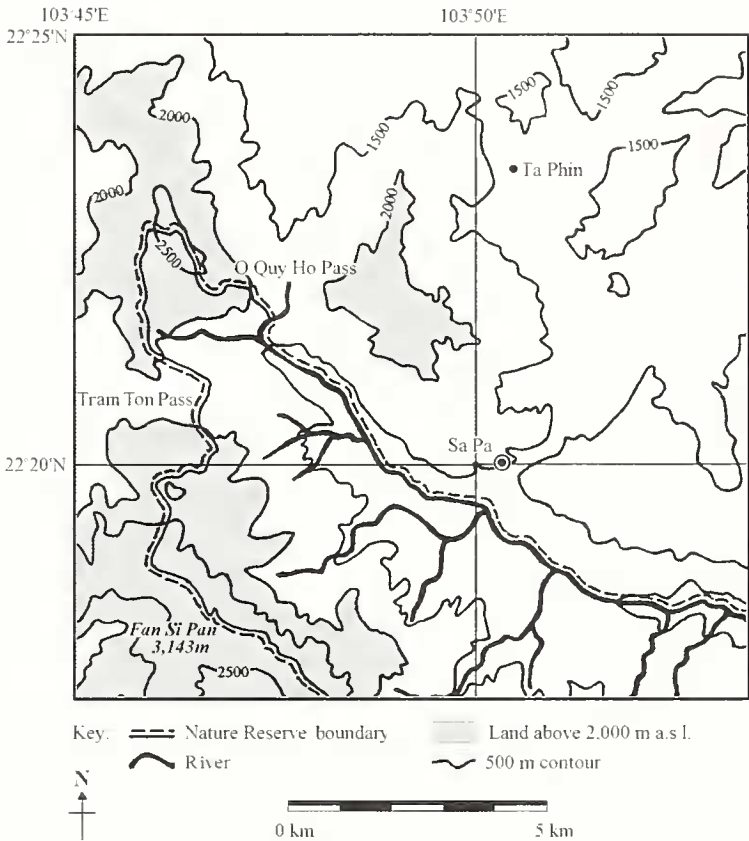 103°45'E 103°50'E
22°25'N
2000
1500
1500
1500
1500
Ta Phin
2000
2000
2500
O Quy Ho Pass
Tram Ton Pass
Sa Pa
22°20'N
Fan Si Pan
3,143m
2500
Key: Nature Reserve boundary Land above 2.000 m a.s l.
River 500 m contour
N
0 km 5 km